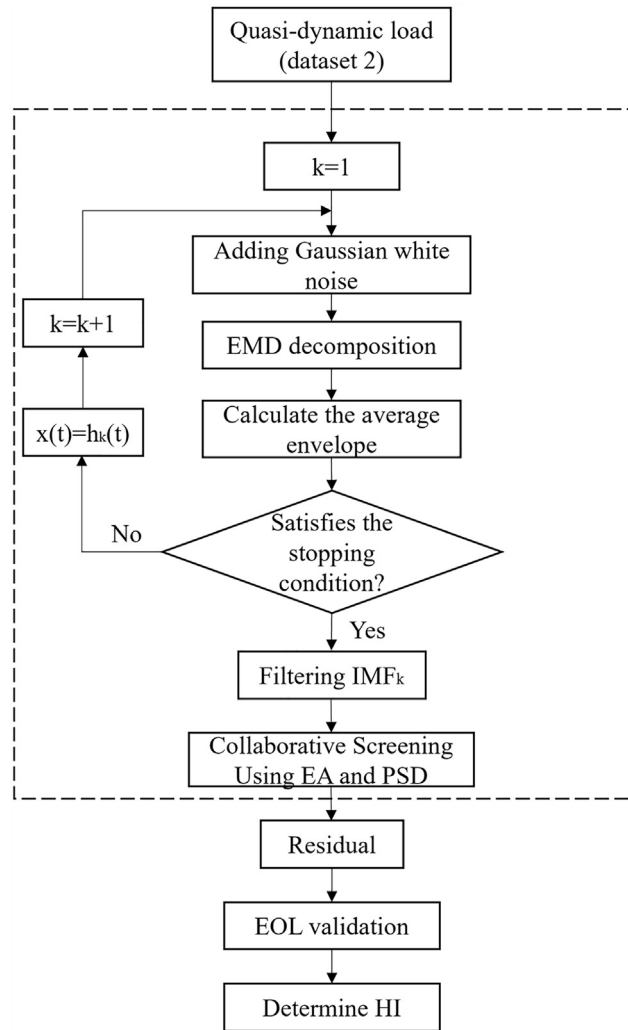 Quasi-dynamic load
(dataset 2)
k=1
Adding Gaussian white
noise
k=k+1
EMD decomposition
x(t)=hₖ(t)
Calculate the average
envelope
No
Satisfies the
stopping
condition?
Yes
Filtering IMFₖ
Collaborative Screening
Using EA and PSD
Residual
EOL validation
Determine HI